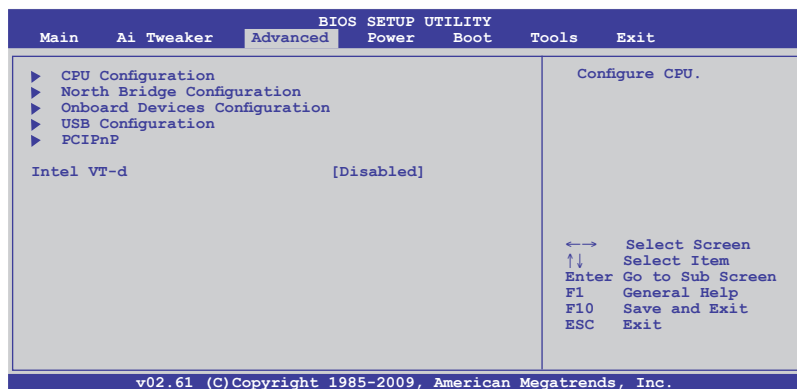 BIOS SETUP UTILITY
Main Ai Tweaker Advanced Power Boot Tools Exit
CPU Configuration
North Bridge Configuration
Onboard Devices Configuration
USB Configuration
PCIPnP
Intel VT-d [Disabled]
Configure CPU.
←→ Select Screen
↑↓ Select Item
Enter Go to Sub Screen
F1 General Help
F10 Save and Exit
ESC Exit
v02.61 (C)Copyright 1985-2009, American Megatrends, Inc.